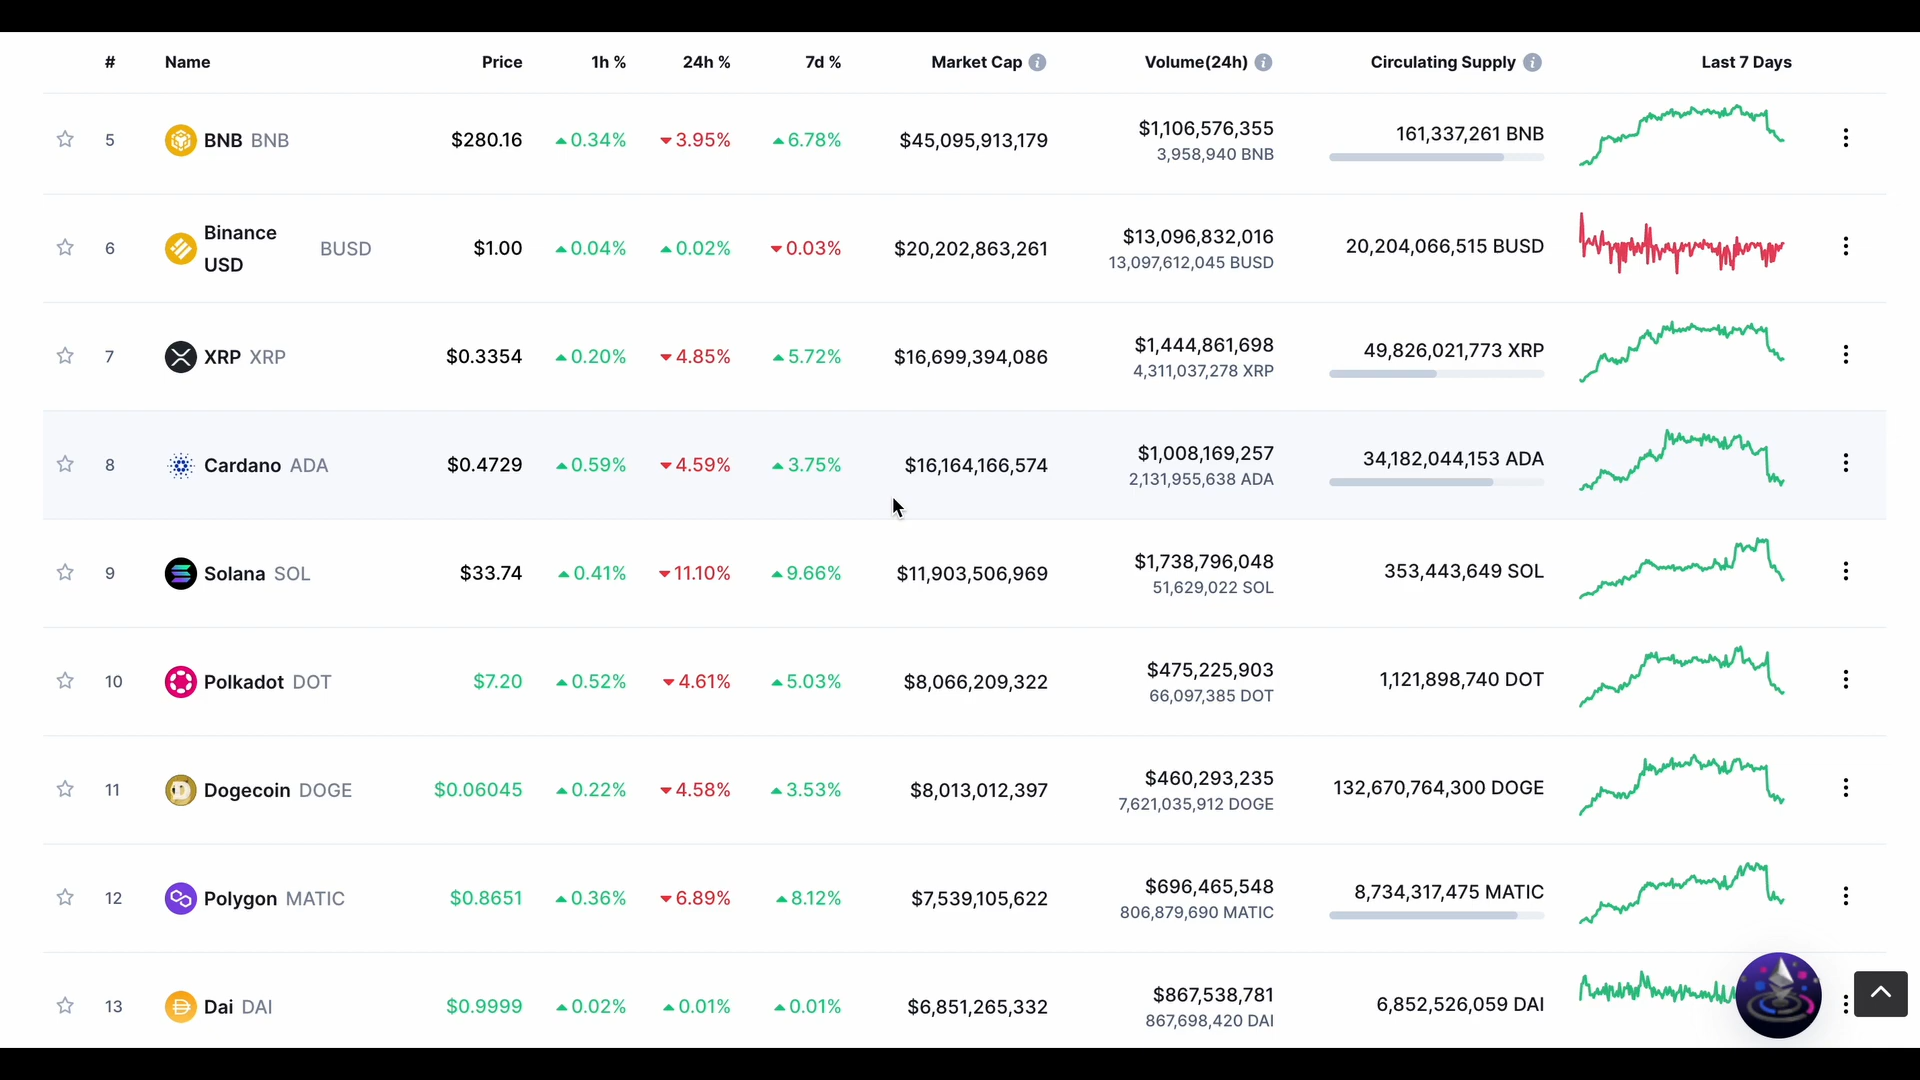 # Name Price 1h % 24h % 7d % Market Cap Volume(24h) Circulating Supply Last 7 Days
5 BNB BNB $280.16 0.34% 3.95% 6.78% $45,095,913,179 $1,106,576,355 161,337,261 BNB
3,958,940 BNB
6 Binance USD BUSD $1.00 0.04% 0.02% 0.03% $20,202,863,261 $13,096,832,016 20,204,066,515 BUSD
13,097,612,045 BUSD
7 XRP XRP $0.3354 0.20% 4.85% 5.72% $16,699,394,086 $1,444,861,698 49,826,021,773 XRP
4,311,037,278 XRP
8 Cardano ADA $0.4729 0.59% 4.59% 3.75% $16,164,166,574 $1,008,169,257 34,182,044,153 ADA
2,131,955,638 ADA
9 Solana SOL $33.74 0.41% 11.10% 9.66% $11,903,506,969 $1,738,796,048 353,443,649 SOL
51,629,022 SOL
10 Polkadot DOT $7.20 0.52% 4.61% 5.03% $8,066,209,322 $475,225,903 1,121,898,740 DOT
66,097,385 DOT
11 Dogecoin DOGE $0.06045 0.22% 4.58% 3.53% $8,013,012,397 $460,293,235 132,670,764,300 DOGE
7,621,035,912 DOGE
12 Polygon MATIC $0.8651 0.36% 6.89% 8.12% $7,539,105,622 $696,465,548 8,734,317,475 MATIC
806,879,690 MATIC
13 Dai DAI $0.9999 0.02% 0.01% 0.01% $6,851,265,332 $867,538,781 6,852,526,059 DAI
867,698,420 DAI